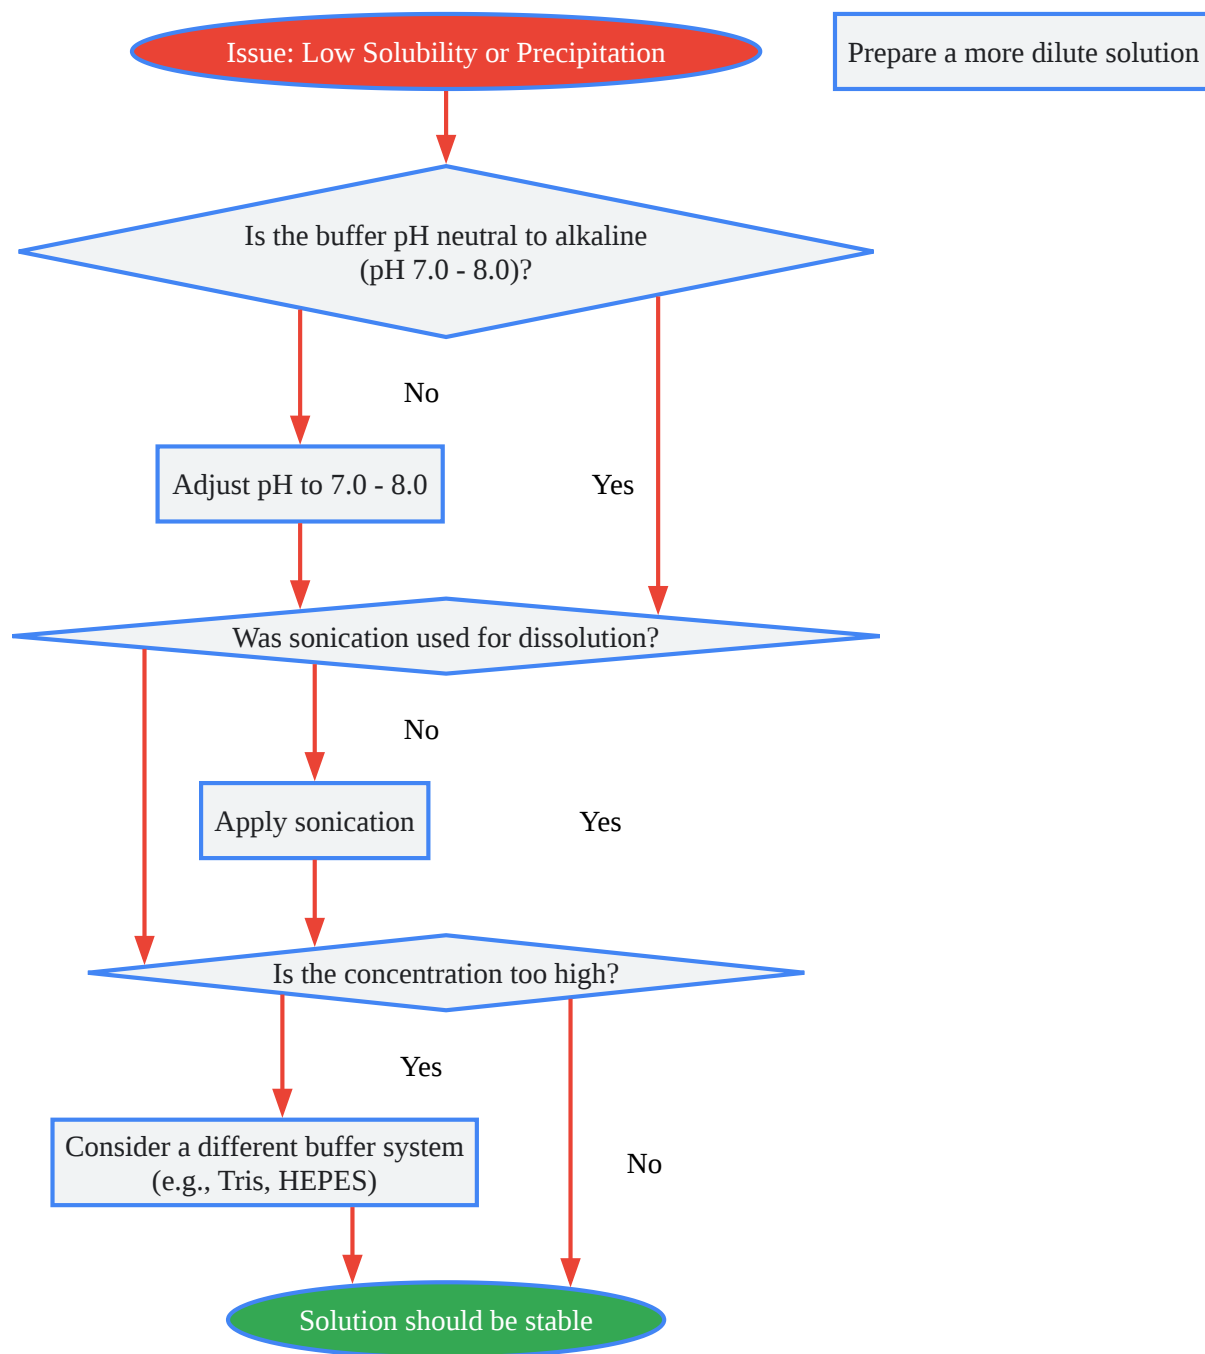 Issue: Low Solubility or Precipitation
Prepare a more dilute solution
Is the buffer pH neutral to alkaline
(pH 7.0 - 8.0)?
No
Adjust pH to 7.0 - 8.0
Yes
Was sonication used for dissolution?
No
Apply sonication
Yes
Is the concentration too high?
Yes
Consider a different buffer system
(e.g., Tris, HEPES)
No
Solution should be stable